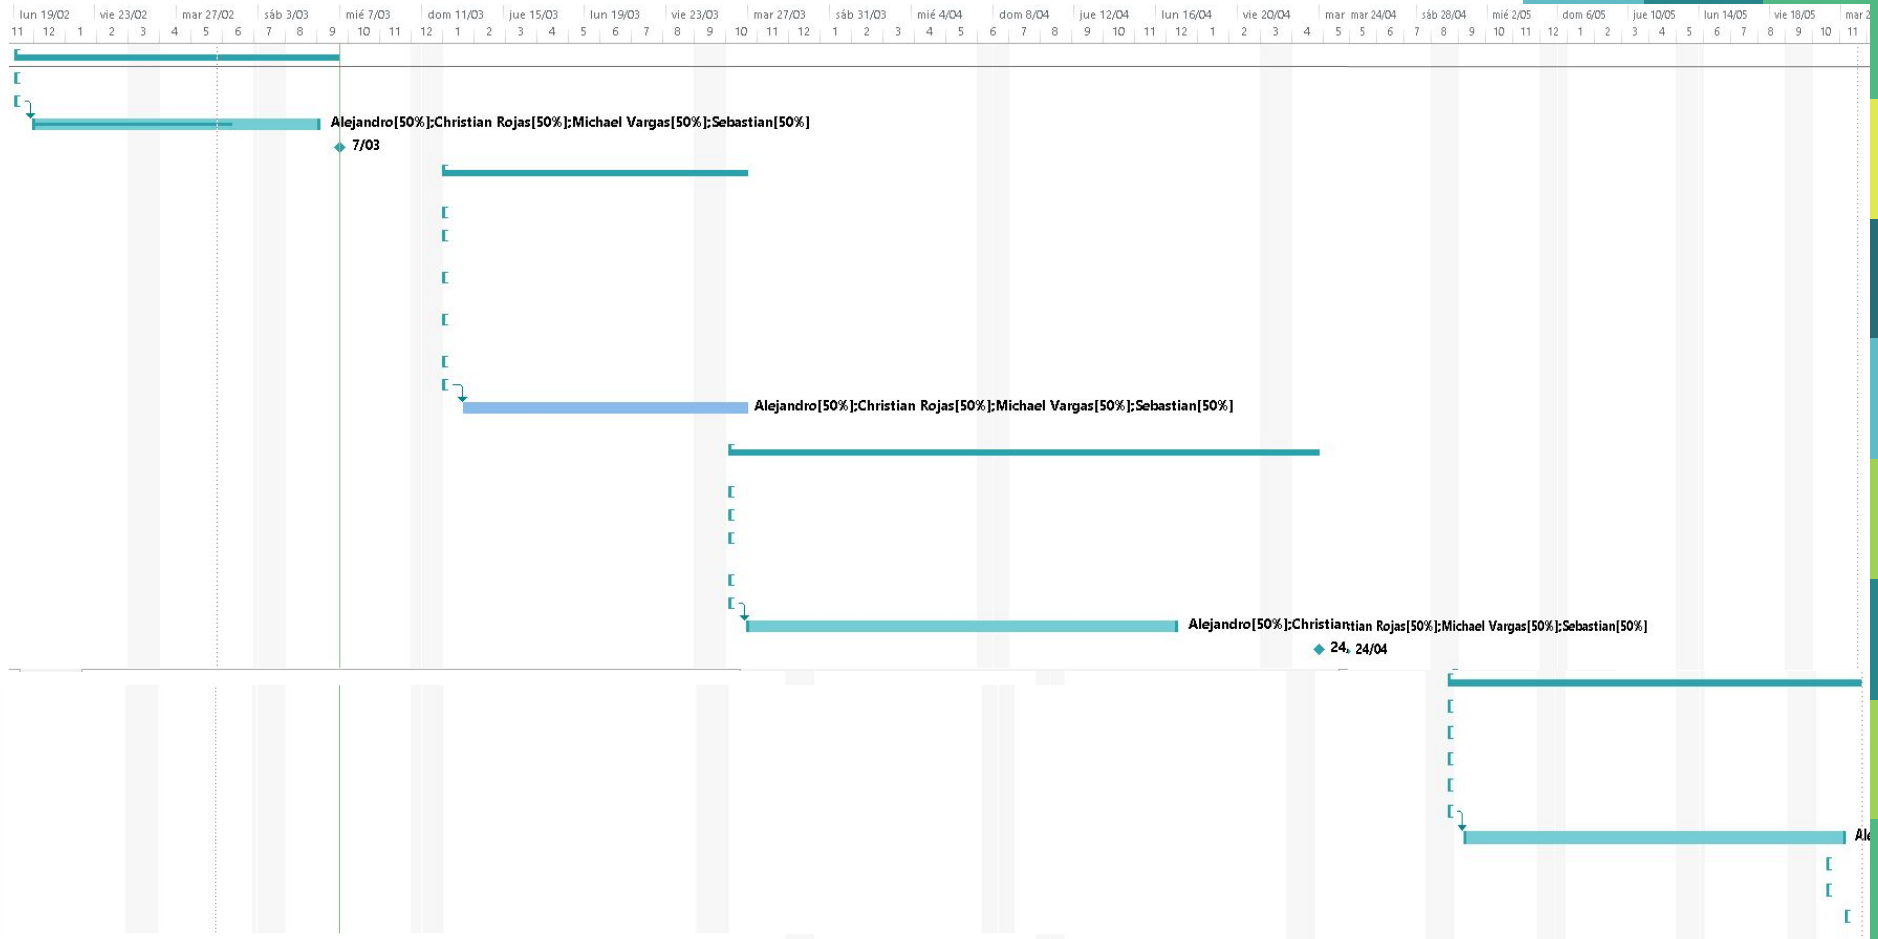 lun 19/02 vie 23/02 mar 27/02 sáb 3/03 mié 7/03 dom 11/03 jue 15/03 lun 19/03 vie 23/03 mar 27/03 sáb 31/03 mié 4/04 dom 8/04 jue 12/04 lun 16/04 vie 20/04 mar mar 24/04 sáb 28/04 mié 2/05 dom 6/05 jue 10/05 lun 14/05 vie 18/05 mar 2
11 12 1 2 3 4 5 6 7 8 9 10 11 12 1 2 3 4 5 6 7 8 9 10 11 12 1 2 3 4 5 6 7 8 9 10 11 12 1 2 3 4 5 5 6 7 8 9 10 11 12 1 2 3 4 5 6 7 8 9 10 11
Alejandro[50%];Christian Rojas[50%];Michael Vargas[50%];Sebastian[50%]
7/03
Alejandro[50%];Christian Rojas[50%];Michael Vargas[50%];Sebastian[50%]
Alejandro[50%];Christian tian Rojas[50%];Michael Vargas[50%];Sebastian[50%]
24, 24/04
Ale